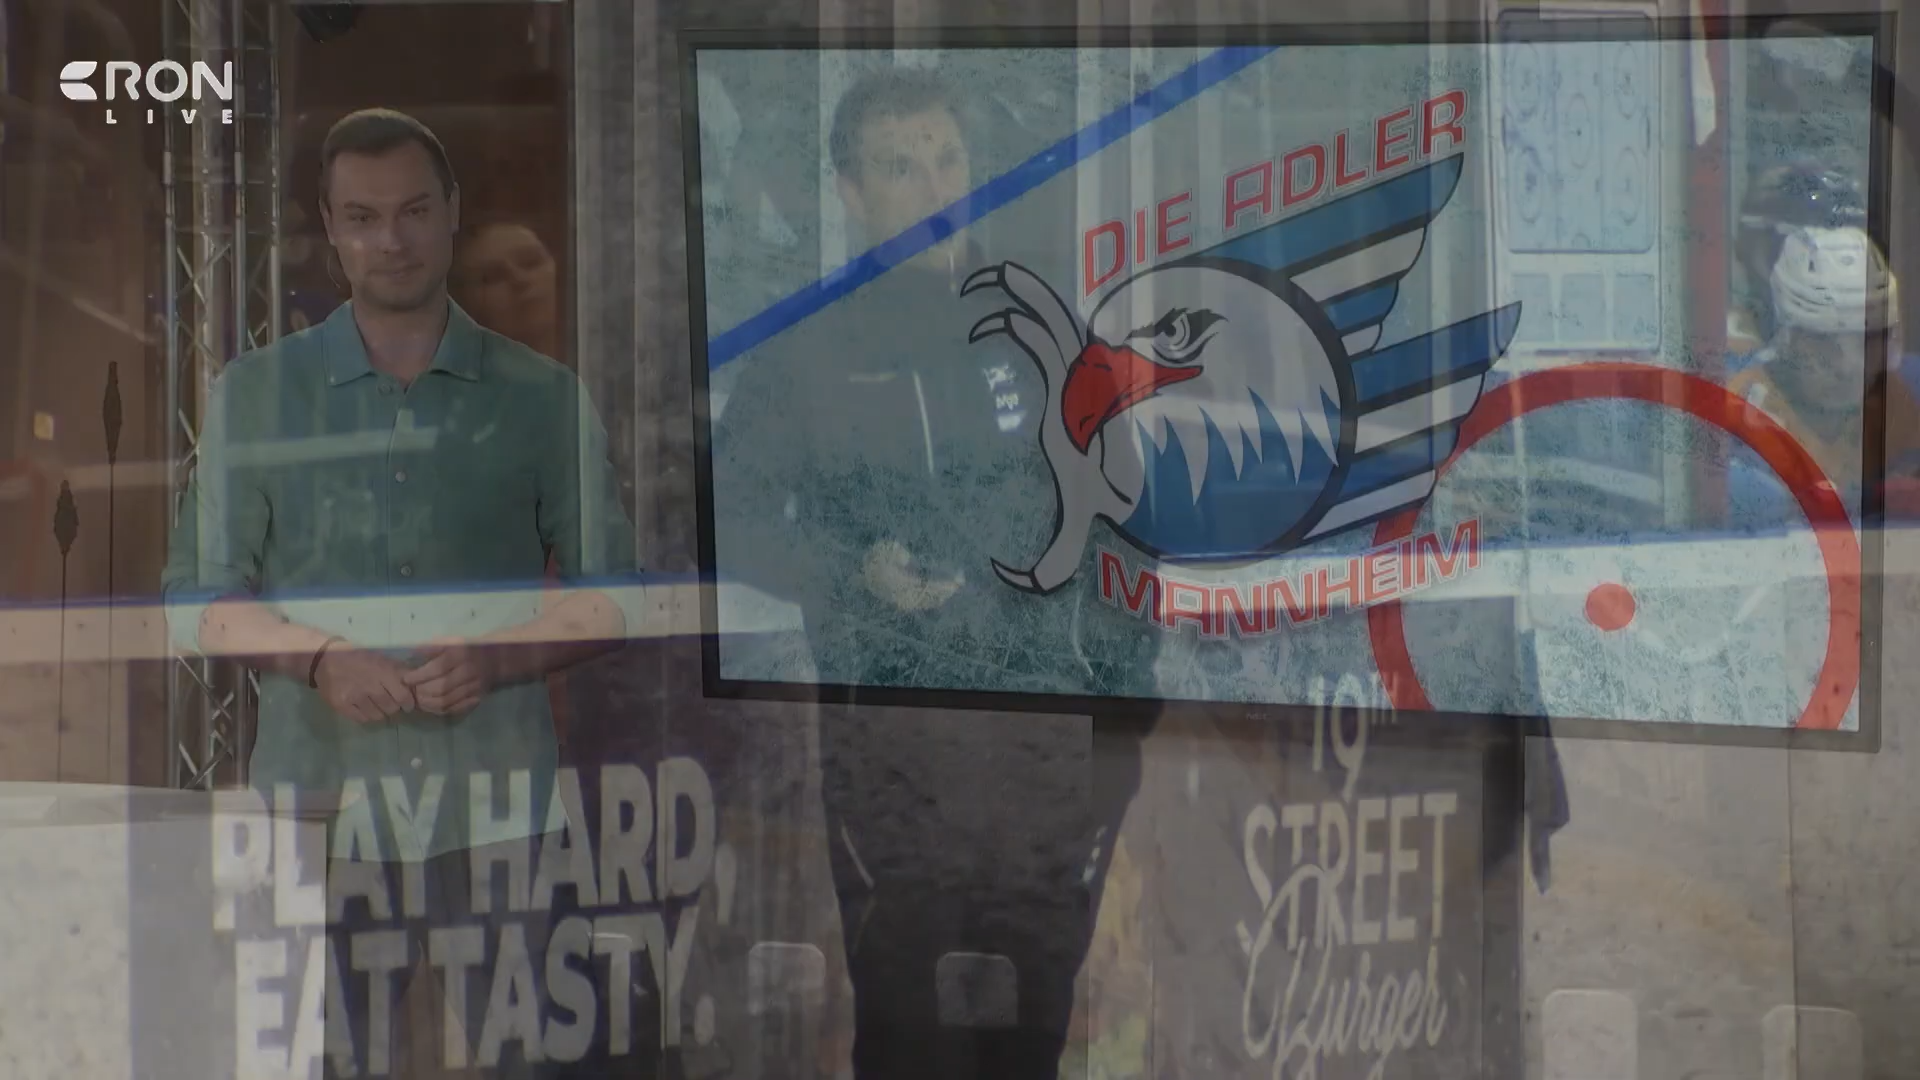 RON
LIVE
DIE ADLER
MANNHEIM
PLAY HARD,
EAT TASTY.
19TH
STREET
Burger